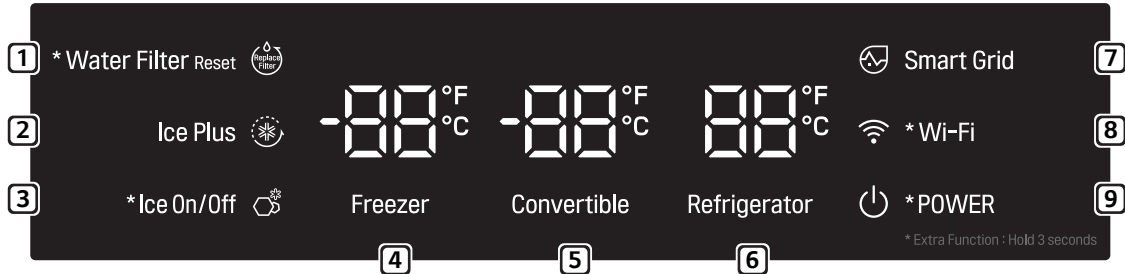 1 * Water Filter Reset Replace Filter
2 Ice Plus
3 * Ice On/Off
-88 °F °C
-88 °F °C
88 °F °C
Freezer
Convertible
Refrigerator
4
5
6
Smart Grid 7
* Wi-Fi 8
* POWER 9
* Extra Function : Hold 3 seconds